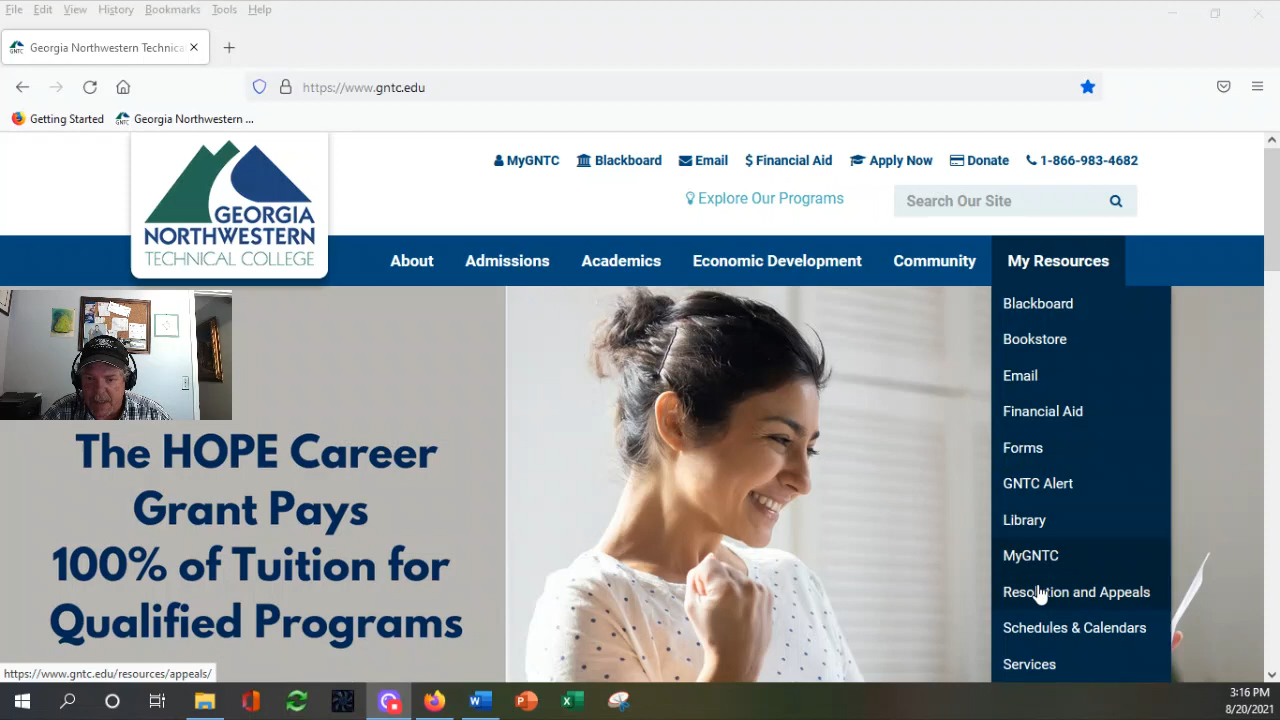 File Edit View History Bookmarks Tools Help
Georgia Northwestern Technica
https://www.gntc.edu
Getting Started Georgia Northwestern ...
MyGNTC Blackboard Email Financial Aid Apply Now Donate 1-866-983-4682
Explore Our Programs Search Our Site
GEORGIA
NORTHWESTERN
TECHNICAL COLLEGE
About Admissions Academics Economic Development Community My Resources
Blackboard
Bookstore
Email
Financial Aid
Forms
GNTC Alert
Library
MyGNTC
Resolution and Appeals
Schedules & Calendars
Services
The HOPE Career
Grant Pays
100% of Tuition for
Qualified Programs
https://www.gntc.edu/resources/appeals/
3:16 PM
8/20/2021